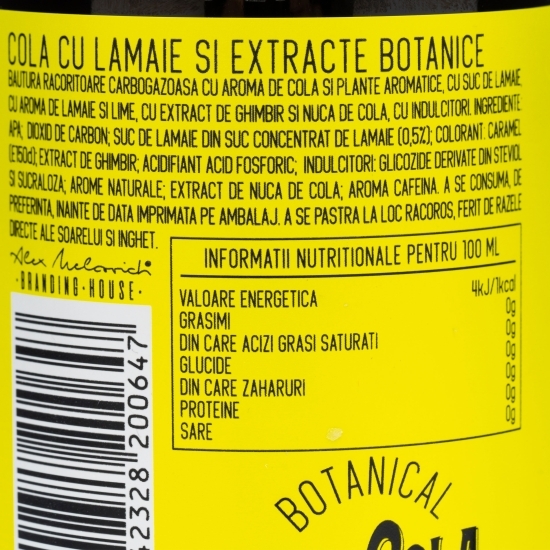 COLA CU LAMAIE SI EXTRACTE BOTANICE
BAUTURA RACORITOARE CARBOGAZOASA CU AROMA DE COLA SI PLANTE AROMATICE, CU SUC DE LAMAIE
CU AROMA DE LAMAIE SI LIME, CU EXTRACT DE GHIMBIR SI NUCA DE COLA, CU INDULCITORI. INGREDIENTE
APA; DIOXID DE CARBON; SUC DE LAMAIE DIN SUC CONCENTRAT DE LAMAIE (0,5%); COLORANT: CARAMEL
(E150d); EXTRACT DE GHIMBIR; ACIDIFIANT ACID FOSFORIC; INDULCITORI: GLICOZIDE DERIVATE DIN STEVIOL
SI SUCRALOZA; AROME NATURALE; EXTRACT DE NUCA DE COLA; AROMA CAFEINA. A SE CONSUMA, DE
PREFERINTA, INAINTE DE DATA IMPRIMATA PE AMBALAJ. A SE PASTRA LA LOC RACOROS, FERIT DE RAZELE
DIRECTE ALE SOARELUI SI INGHET.
·BRANDING·HOUSE·
INFORMATII NUTRITIONALE PENTRU 100 ML
VALOARE ENERGETICA 4kJ/1kcal
GRASIMI 0g
DIN CARE ACIZI GRASI SATURATI 0g
GLUCIDE 0g
DIN CARE ZAHARURI 0g
PROTEINE 0g
SARE 0g
42328 200647
BOTANICAL
COLA